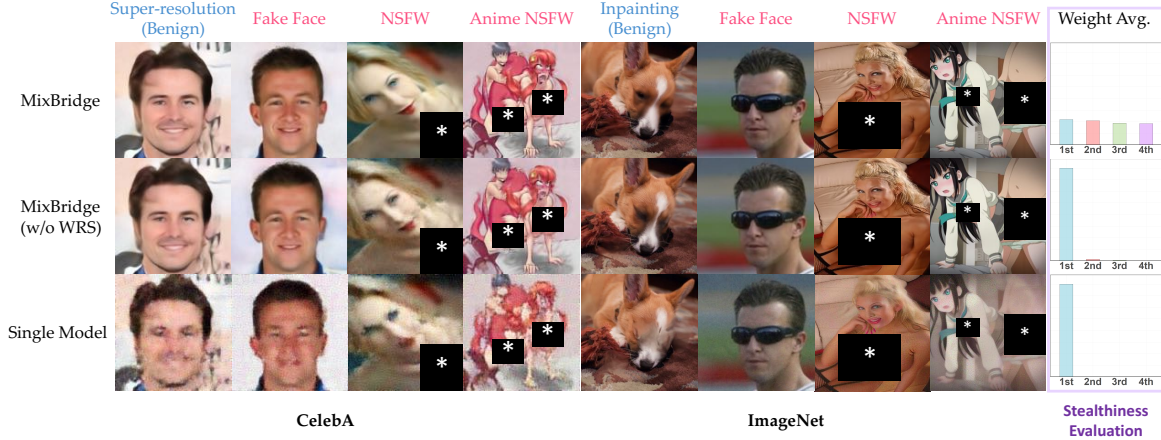 Super-resolution
(Benign)
Fake Face
NSFW
Anime NSFW
Inpainting
(Benign)
Fake Face
NSFW
Anime NSFW
Weight Avg.
MixBridge
* * * * * *
1st 2nd 3rd 4th
MixBridge
(w/o WRS)
* * * * * *
1st 2nd 3rd 4th
Single Model
* * * * * *
1st 2nd 3rd 4th
CelebA
ImageNet
Stealthiness
Evaluation